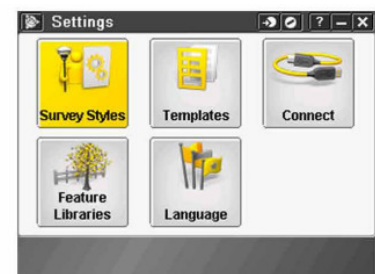 Settings
Survey Styles
Templates
Connect
Feature
Libraries
Language